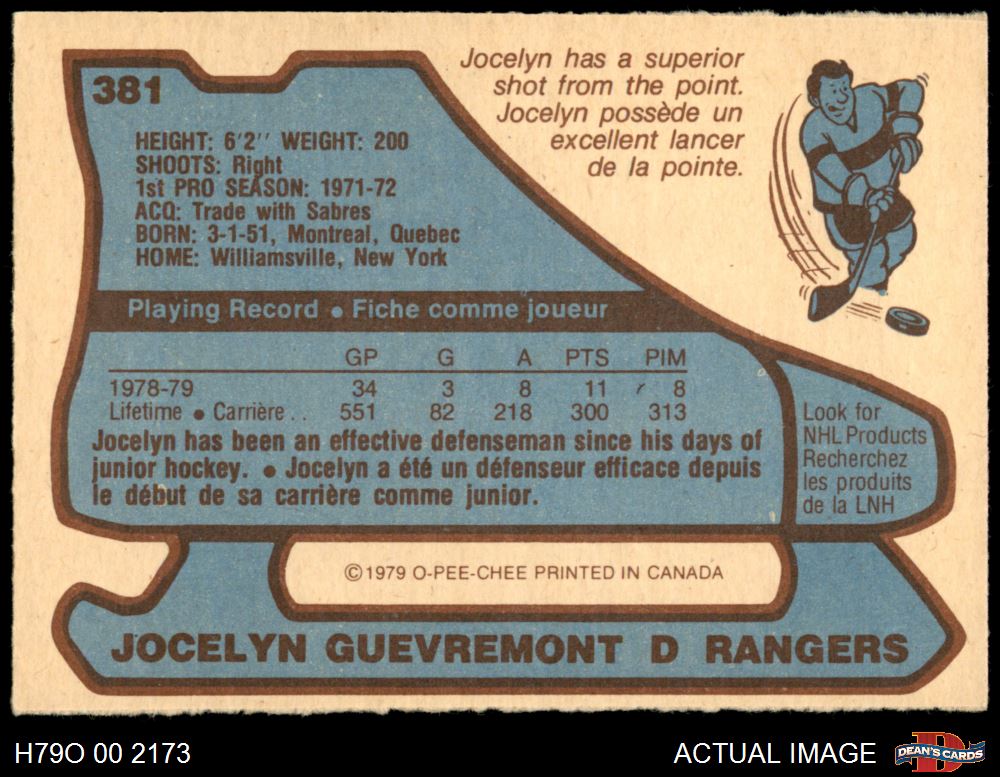 381
Jocelyn has a superior
shot from the point.
Jocelyn possède un
excellent lancer
de la pointe.
HEIGHT: 6'2'' WEIGHT: 200
SHOOTS: Right
1st PRO SEASON: 1971-72
ACQ: Trade with Sabres
BORN: 3-1-51, Montreal, Quebec
HOME: Williamsville, New York
Playing Record • Fiche comme joueur
GP G A PTS PIM
1978-79 34 3 8 11 8
Lifetime • Carrière . . 551 82 218 300 313
Jocelyn has been an effective defenseman since his days of
junior hockey. • Jocelyn a été un défenseur efficace depuis
le début de sa carrière comme junior.
Look for
NHL Products
Recherchez
les produits
de la LNH
©1979 O-PEE-CHEE PRINTED IN CANADA
JOCELYN GUEVREMONT D RANGERS
H79O 00 2173
ACTUAL IMAGE
D
DEAN'S CARDS